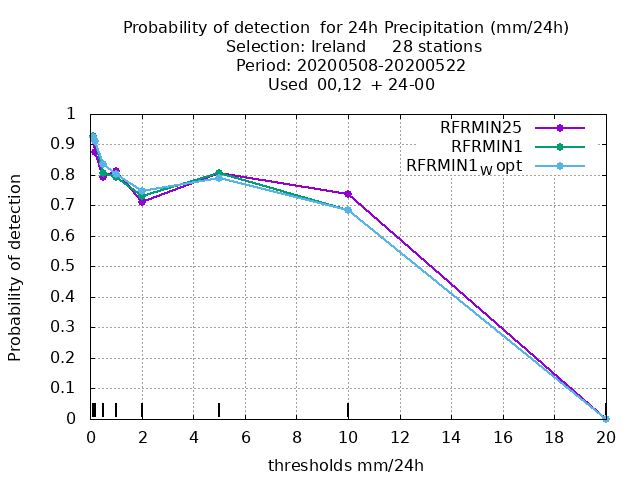 Probability of detection  for 24h Precipitation (mm/24h)
Selection: Ireland     28 stations
Period: 20200508-20200522
Used  00,12  + 24-00
RFRMIN25
RFRMIN1
RFRMIN1W opt
Probability of detection
1
0.9
0.8
0.7
0.6
0.5
0.4
0.3
0.2
0.1
0
0 2 4 6 8 10 12 14 16 18 20
thresholds mm/24h